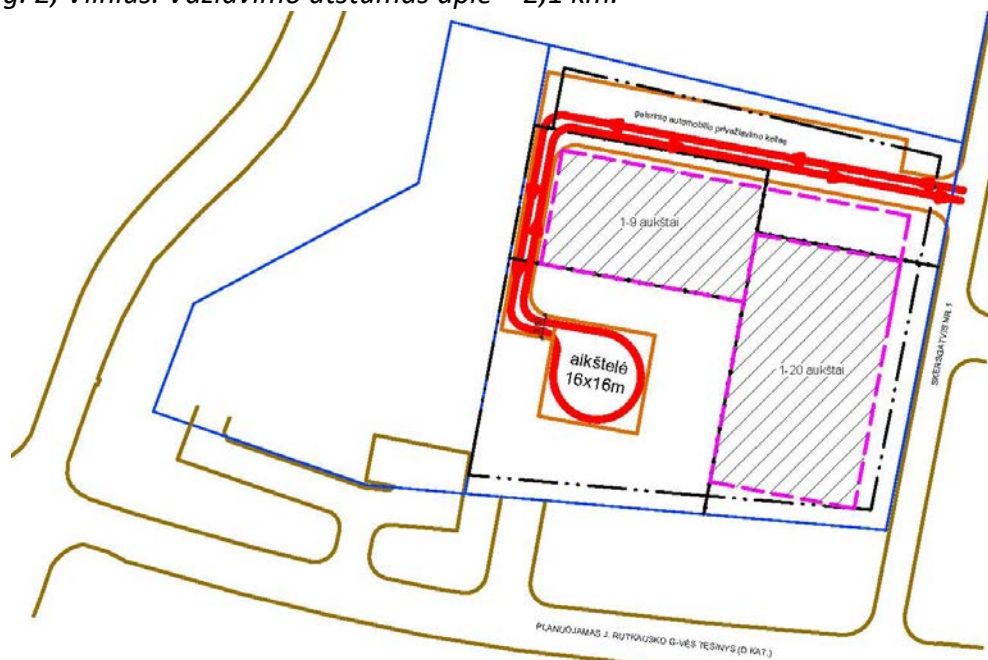 g. 2, Vilnius. Važiavimo atstumas apie ~ 2,1 km.
gaisrinio automobilio privažiavimo kelias
1-9 aukštai
1-20 aukštai
aikštelė
16x16m
SKERSGATVIS NR.1
PLANUOJAMAS J. RUTKAUSKO G-VĖS TĘSINYS (D KAT.)